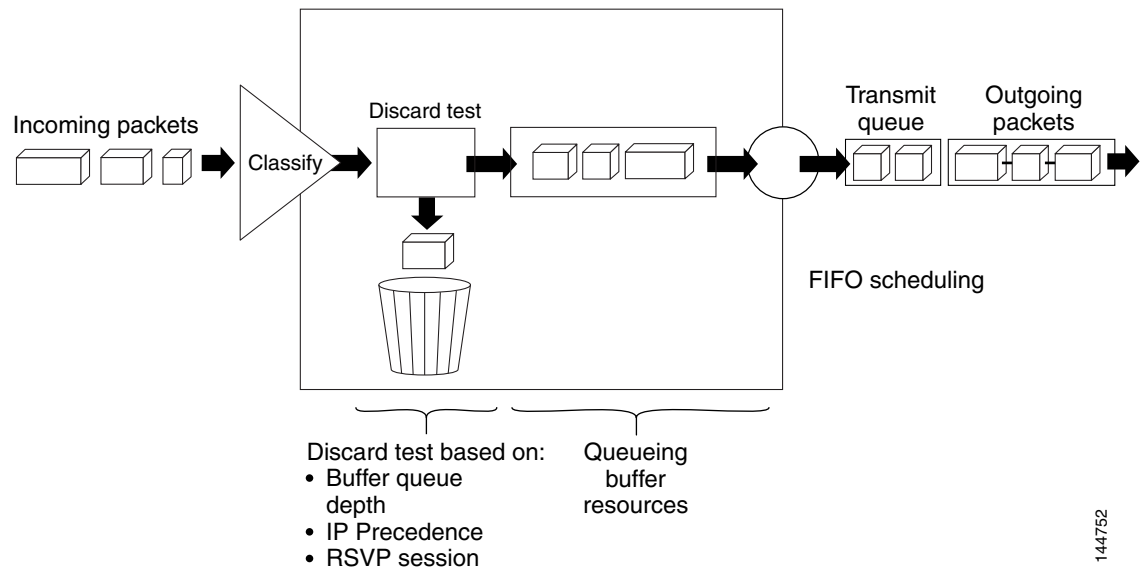 Incoming packets
Classify
Discard test
Transmit
queue
Outgoing
packets
FIFO scheduling
Discard test based on:
• Buffer queue
depth
• IP Precedence
• RSVP session
Queueing
buffer
resources
144752